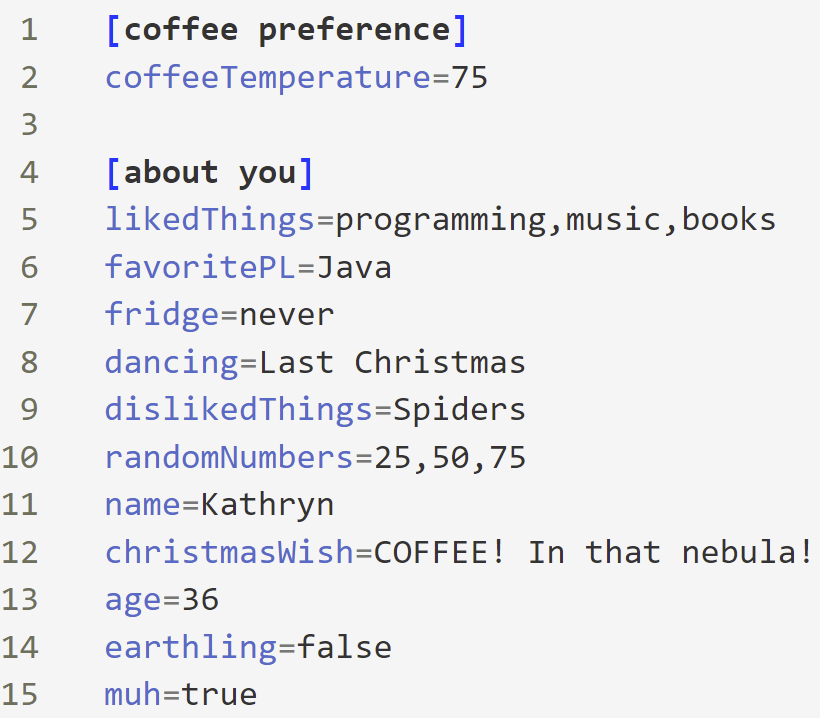 1 [coffee preference]
2 coffeeTemperature=75
3
4 [about you]
5 likedThings=programming,music,books
6 favoritePL=Java
7 fridge=never
8 dancing=Last Christmas
9 dislikedThings=Spiders
10 randomNumbers=25,50,75
11 name=Kathryn
12 christmasWish=COFFEE! In that nebula!
13 age=36
14 earthling=false
15 muh=true